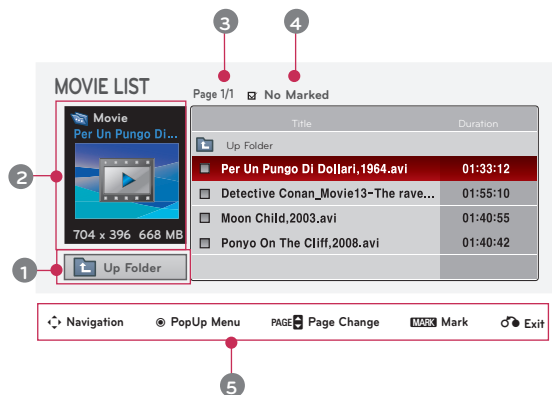 3
4
MOVIE LIST
Page 1/1 No Marked
Movie
Per Un Pungo Di...
704 x 396 668 MB
Up Folder
2
1
Title Duration
Up Folder
Per Un Pungo Di Dollari,1964.avi 01:33:12
Detective Conan_Movie13-The rave... 01:55:10
Moon Child,2003.avi 01:40:55
Ponyo On The Cliff,2008.avi 01:40:42
Navigation PopUp Menu PAGE Page Change MARK Mark Exit
5